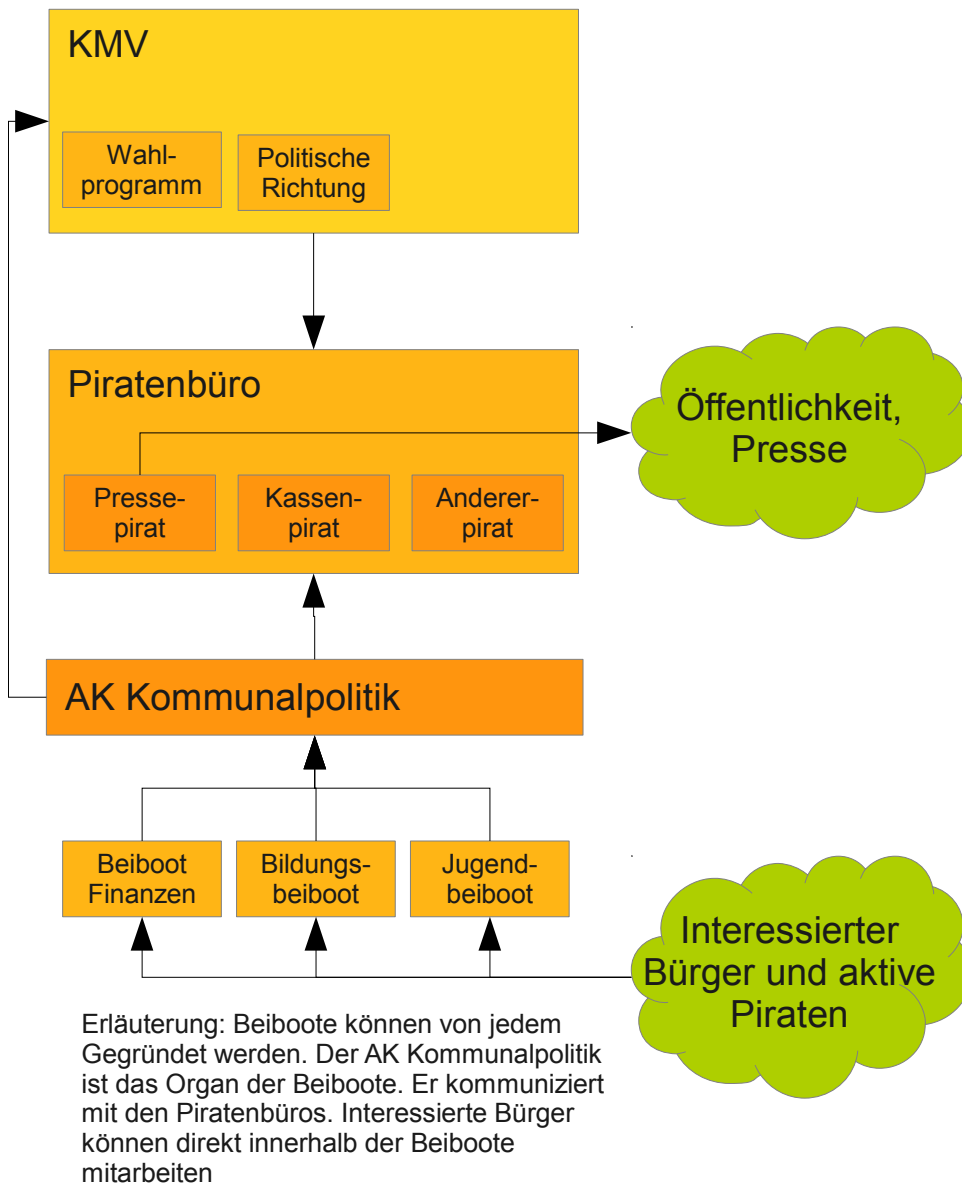 KMV
Wahl-
programm
Politische
Richtung
Piratenbüro
Presse-
pirat
Kassen-
pirat
Anderer-
pirat
Öffentlichkeit,
Presse
AK Kommunalpolitik
Beiboot
Finanzen
Bildungs-
beiboot
Jugend-
beiboot
Interessierter
Bürger und aktive
Piraten
Erläuterung: Beiboote können von jedem
Gegründet werden. Der AK Kommunalpolitik
ist das Organ der Beiboote. Er kommuniziert
mit den Piratenbüros. Interessierte Bürger
können direkt innerhalb der Beiboote
mitarbeiten